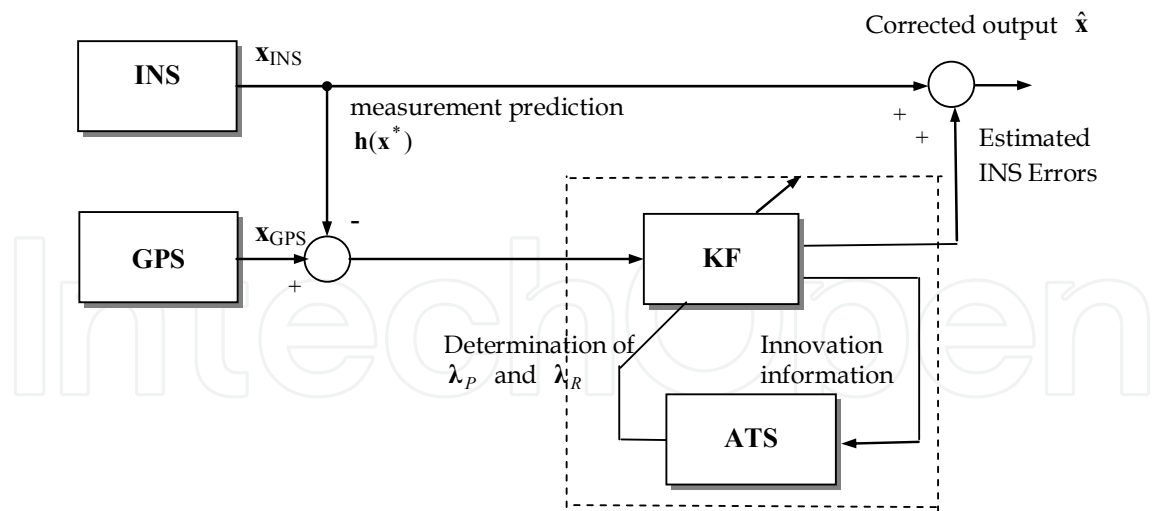 Corrected output x̂
INS
x_INS
measurement prediction
h(x*)
+
+
Estimated
INS Errors
GPS
x_GPS
-
+
KF
Determination of
λ_P and λ_R
Innovation
information
ATS
IntechOpen